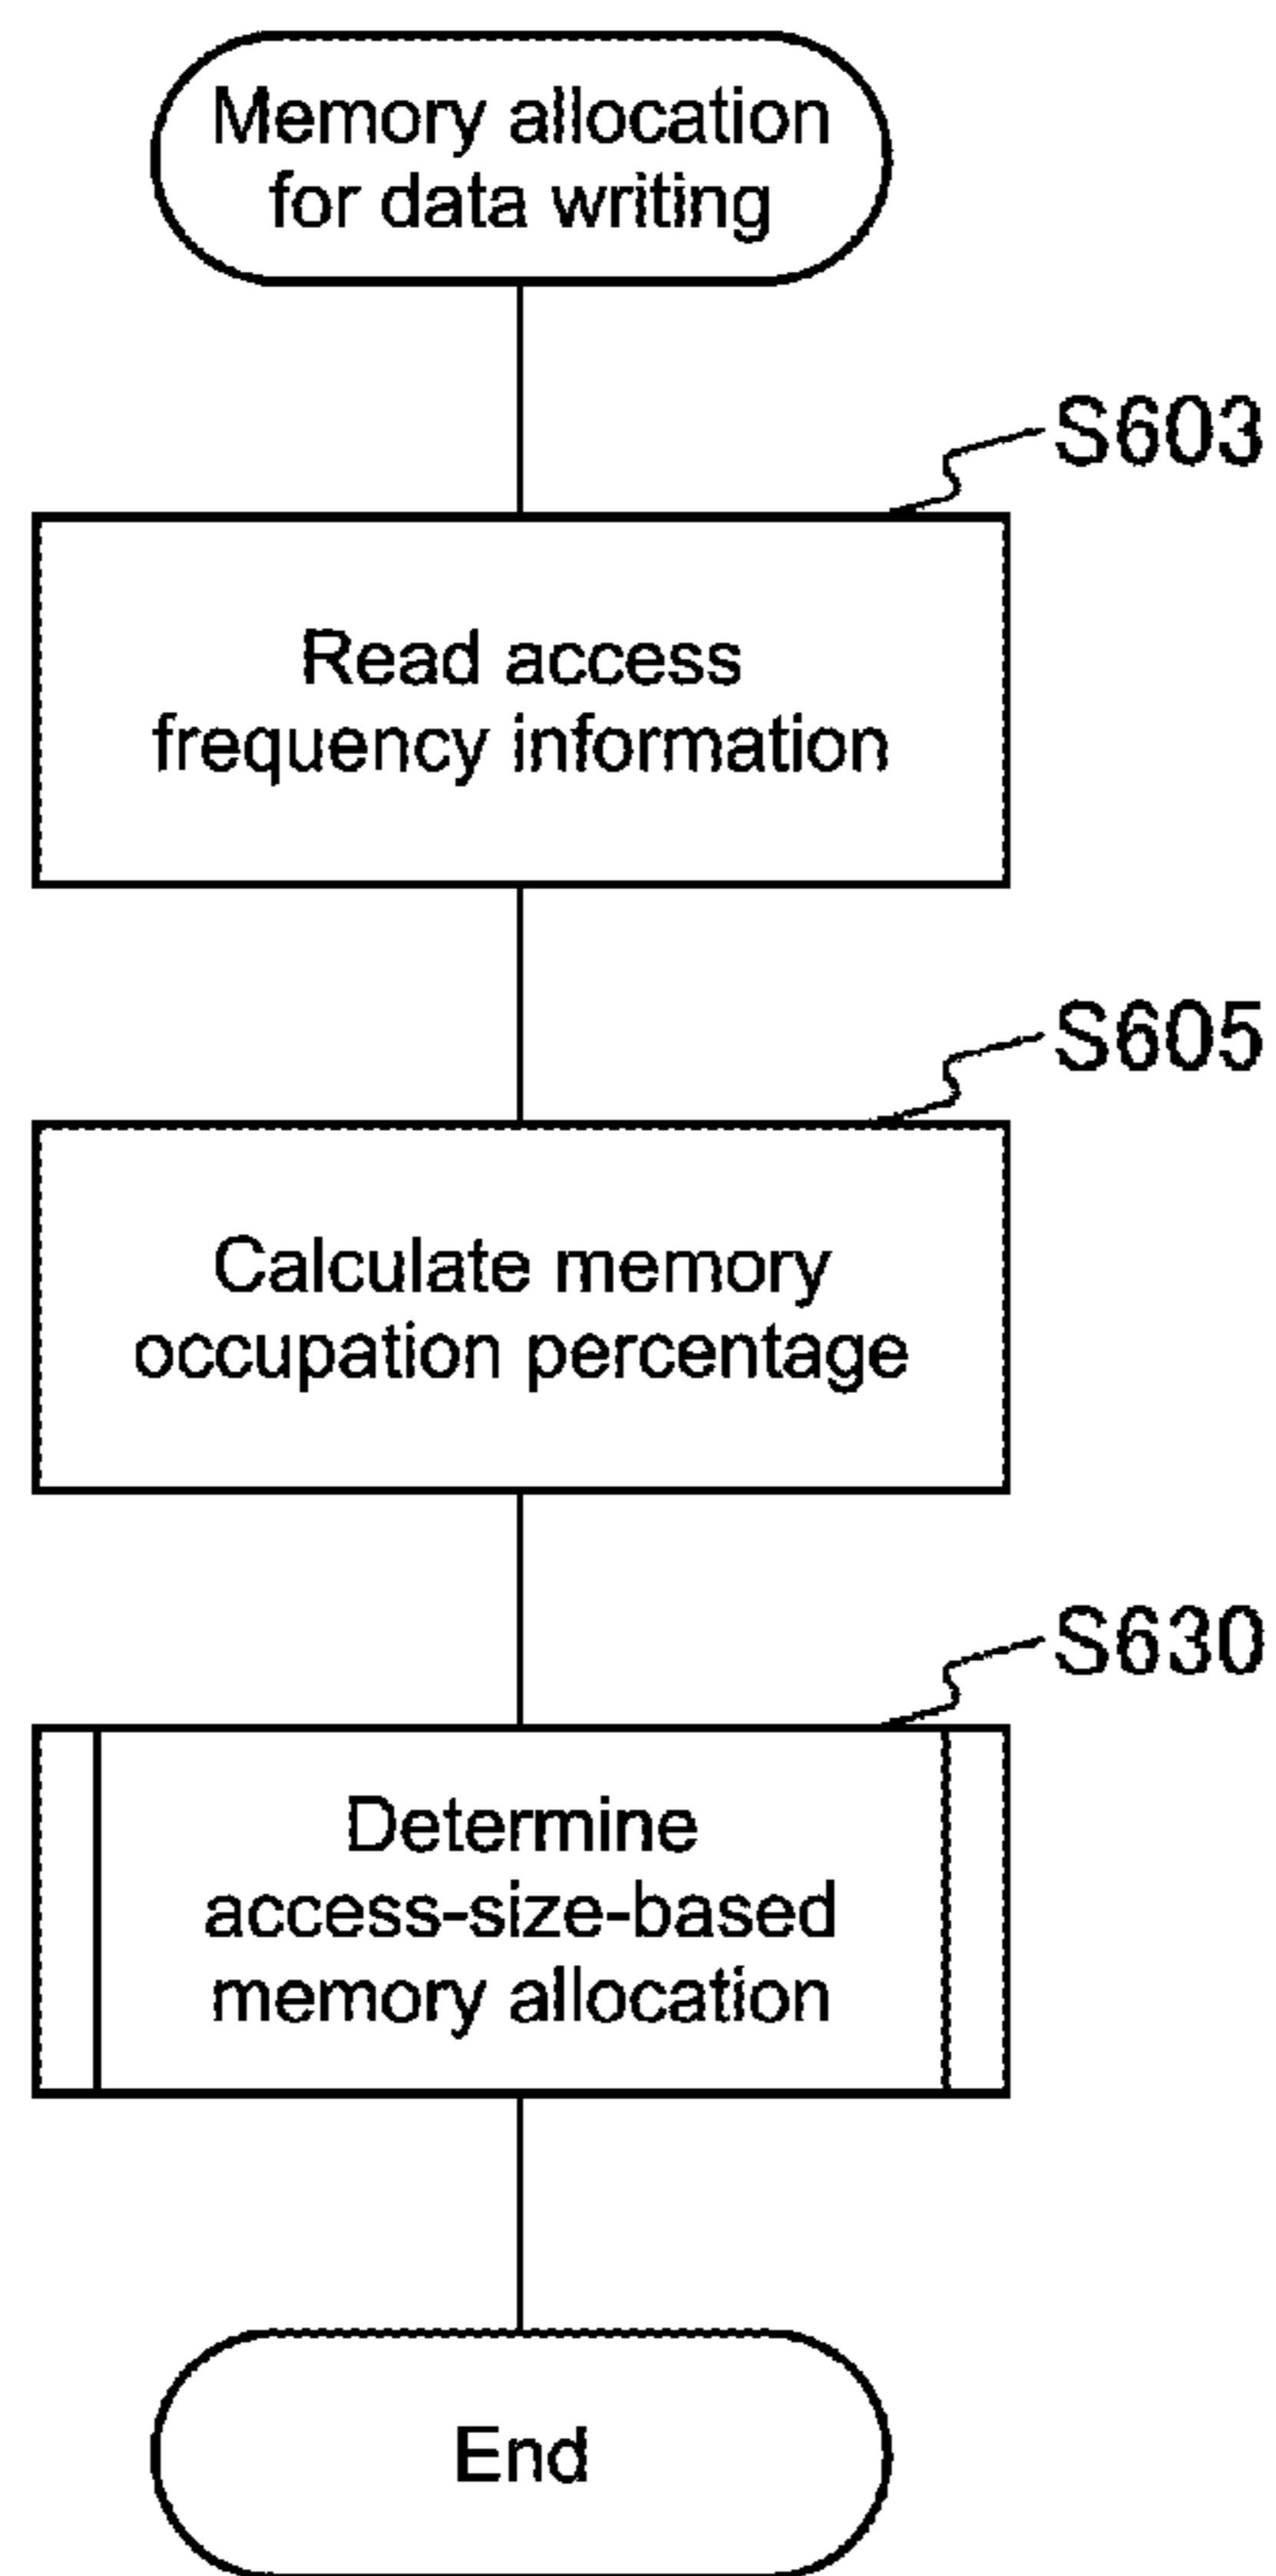 Memory allocation
for data writing
S603
Read access
frequency information
S605
Calculate memory
occupation percentage
S630
Determine
access-size-based
memory allocation
End